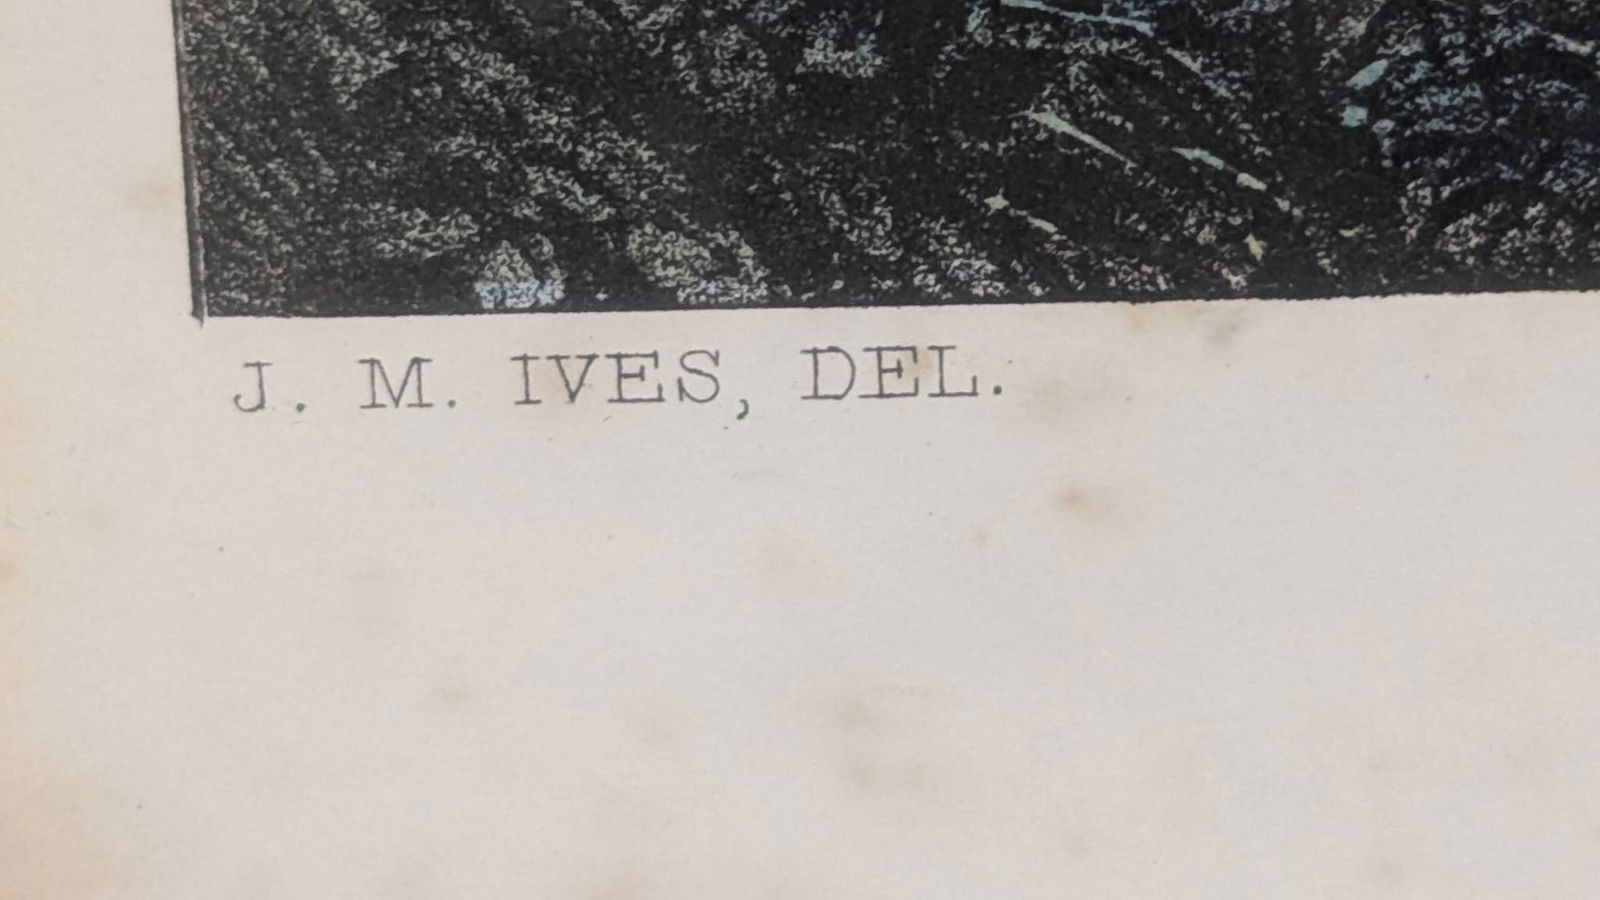 J. M. IVES, DEL.